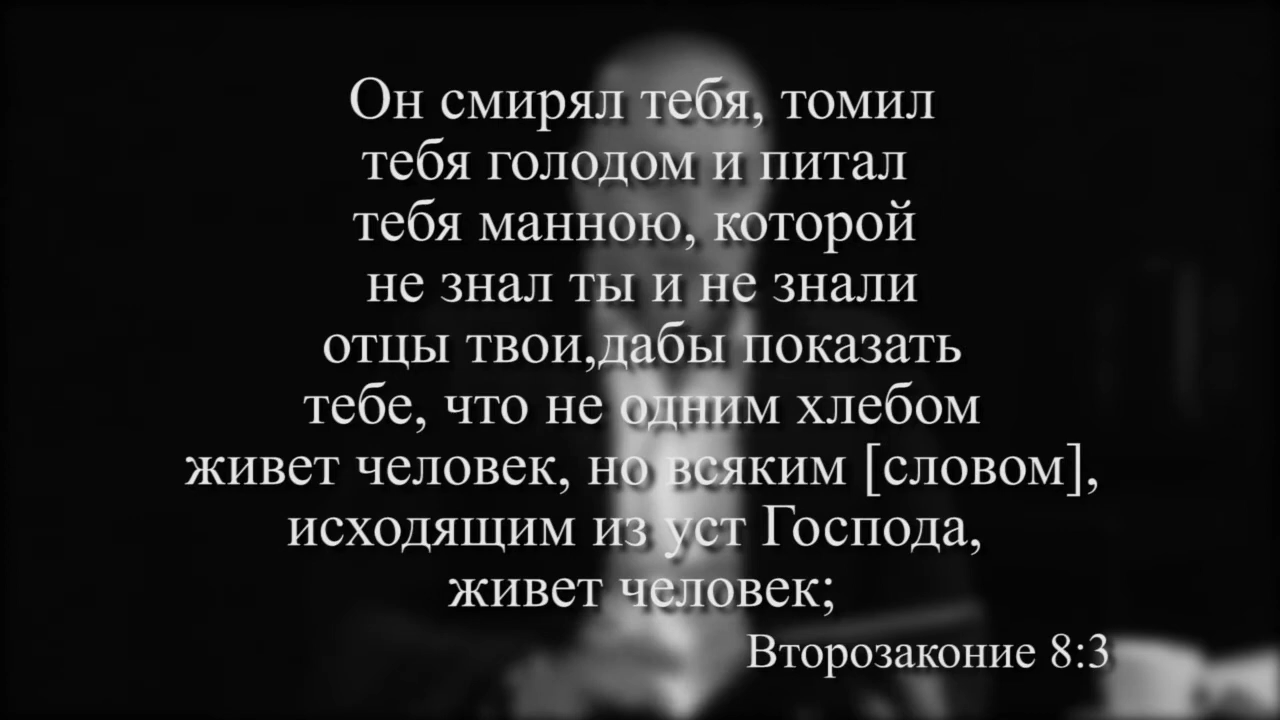 Он смирял тебя, томил
тебя голодом и питал
тебя манною, которой
не знал ты и не знали
отцы твои,дабы показать
тебе, что не одним хлебом
живет человек, но всяким [словом],
исходящим из уст Господа,
живет человек;
Второзаконие 8:3